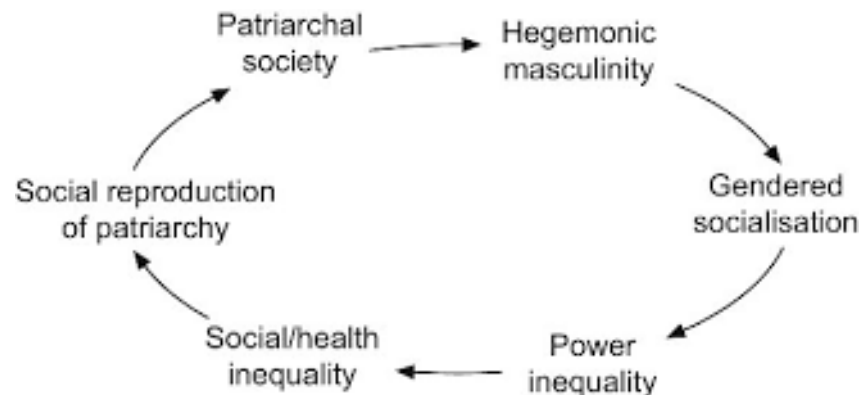 Patriarchal
society
Hegemonic
masculinity
Gendered
socialisation
Power
inequality
Social/health
inequality
Social reproduction
of patriarchy